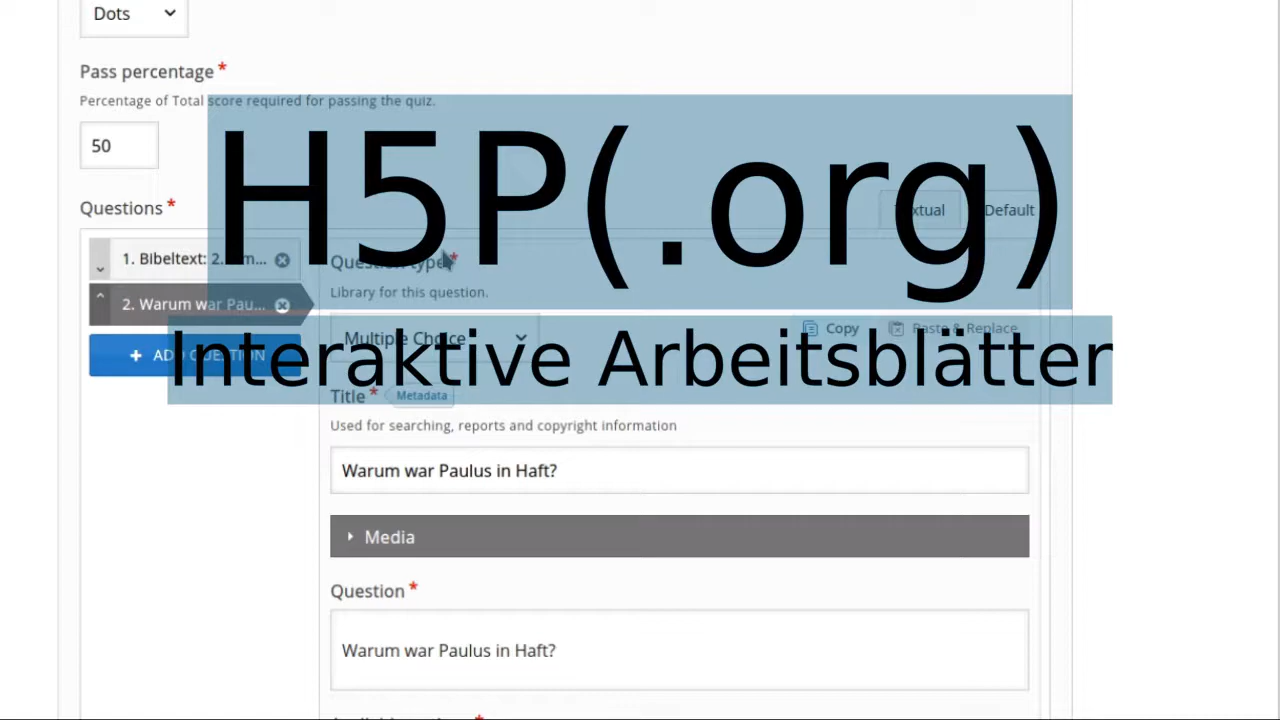 Dots
Pass percentage *
Percentage of Total score required for passing the quiz.
50
H5P(.org)
Questions *
Textual Default
1. Bibeltext: 2. ...
Question type *
Library for this question.
2. Warum war Pau...
Multiple Choice
Copy Paste & Replace
+ ADD QUESTION
Interaktive Arbeitsblätter
Title * Metadata
Used for searching, reports and copyright information
Warum war Paulus in Haft?
Media
Question *
Warum war Paulus in Haft?